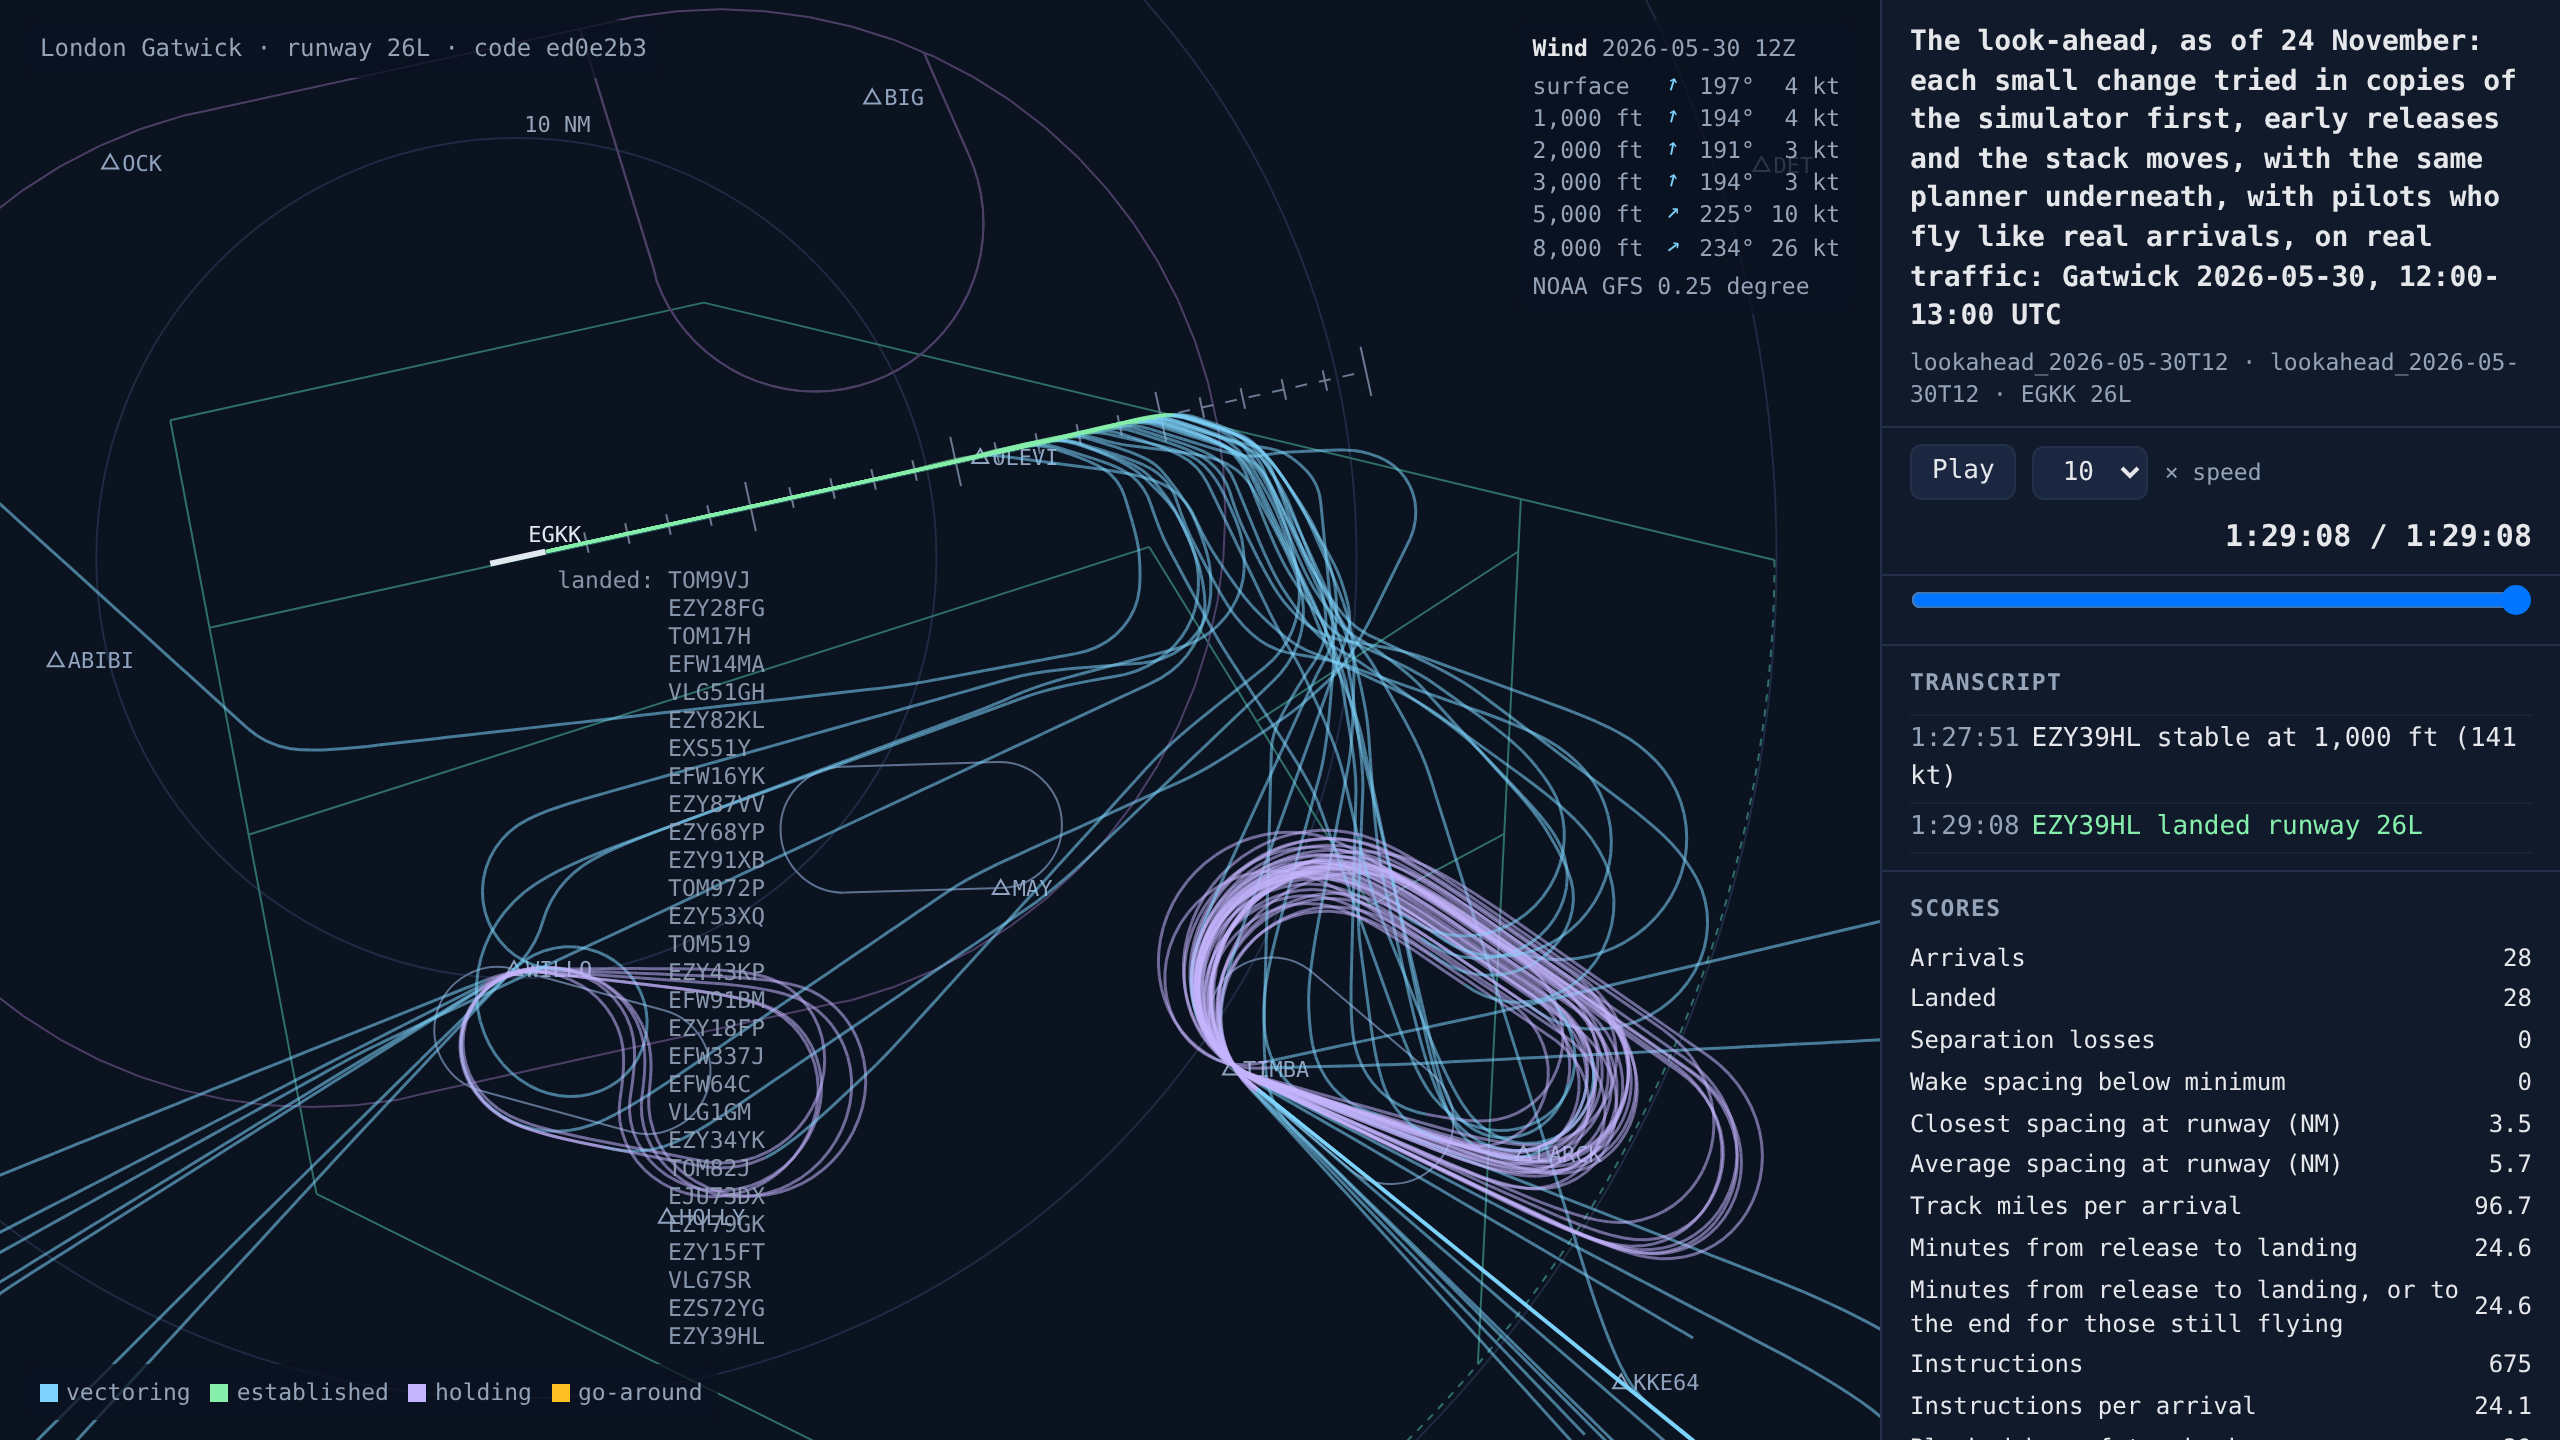 London Gatwick · runway 26L · code ed0e2b3
Wind 2026-05-30 12Z
surface ↑ 197° 4 kt
1,000 ft ↑ 194° 4 kt
2,000 ft ↑ 191° 3 kt
3,000 ft ↑ 194° 3 kt
5,000 ft ↗ 225° 10 kt
8,000 ft ↗ 234° 26 kt
NOAA GFS 0.25 degree
BIG
10 NM
OCK
DET
ULEVI
EGKK
ABIBI
MAY
WILLO
TIMBA
TARCK
HOLLY
KKE64
landed: TOM9VJ
EZY28FG
TOM17H
EFW14MA
VLG51GH
EZY82KL
EXS51Y
EFW16YK
EZY87VV
EZY68YP
EZY91XB
TOM972P
EZY53XQ
TOM519
EZY43KP
EFW91BM
EZY18FP
EFW337J
EFW64C
VLG1GM
EZY34YK
TOM82J
EJU73DX
EZY79GK
EZY15FT
VLG7SR
EZS72YG
EZY39HL
vectoring established holding go-around
The look-ahead, as of 24 November:
each small change tried in copies of
the simulator first, early releases
and the stack moves, with the same
planner underneath, with pilots who
fly like real arrivals, on real
traffic: Gatwick 2026-05-30, 12:00-
13:00 UTC
lookahead_2026-05-30T12 · lookahead_2026-05-
30T12 · EGKK 26L
Play 10 × speed
1:29:08 / 1:29:08
TRANSCRIPT
1:27:51 EZY39HL stable at 1,000 ft (141
kt)
1:29:08 EZY39HL landed runway 26L
SCORES
Arrivals 28
Landed 28
Separation losses 0
Wake spacing below minimum 0
Closest spacing at runway (NM) 3.5
Average spacing at runway (NM) 5.7
Track miles per arrival 96.7
Minutes from release to landing 24.6
Minutes from release to landing, or to
the end for those still flying 24.6
Instructions 675
Instructions per arrival 24.1